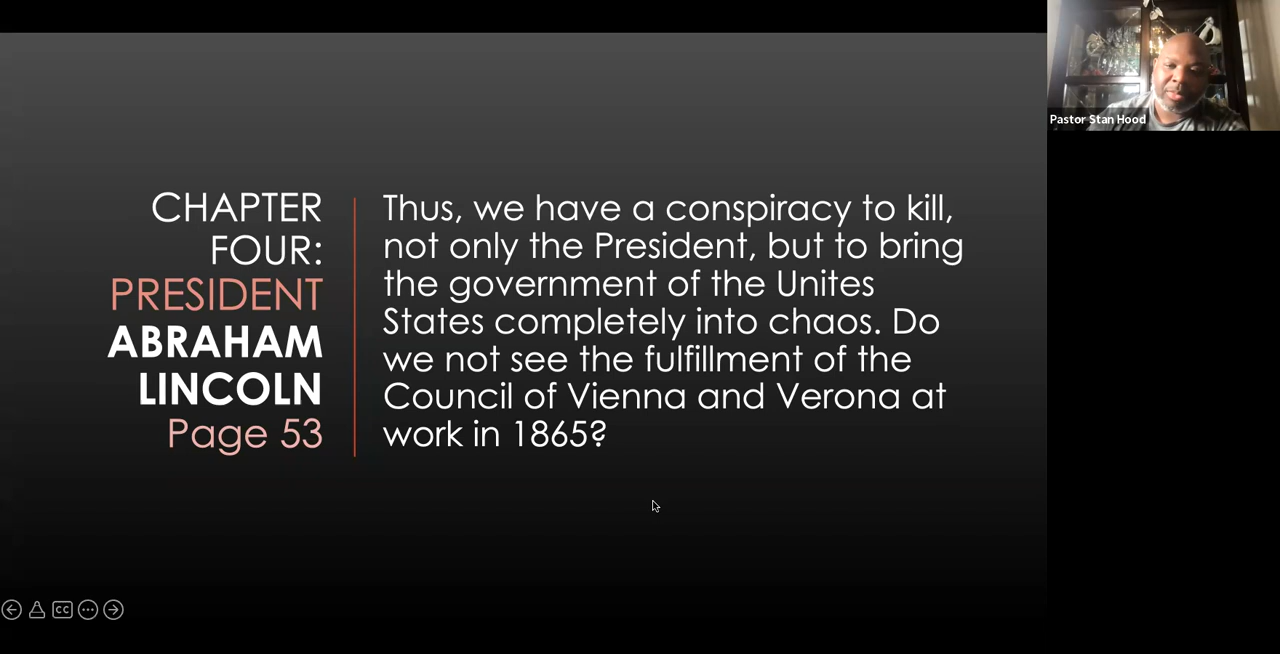 CHAPTER
FOUR:
PRESIDENT
ABRAHAM
LINCOLN
Page 53
Thus, we have a conspiracy to kill,
not only the President, but to bring
the government of the Unites
States completely into chaos. Do
we not see the fulfillment of the
Council of Vienna and Verona at
work in 1865?
Pastor Stan Hood
CC